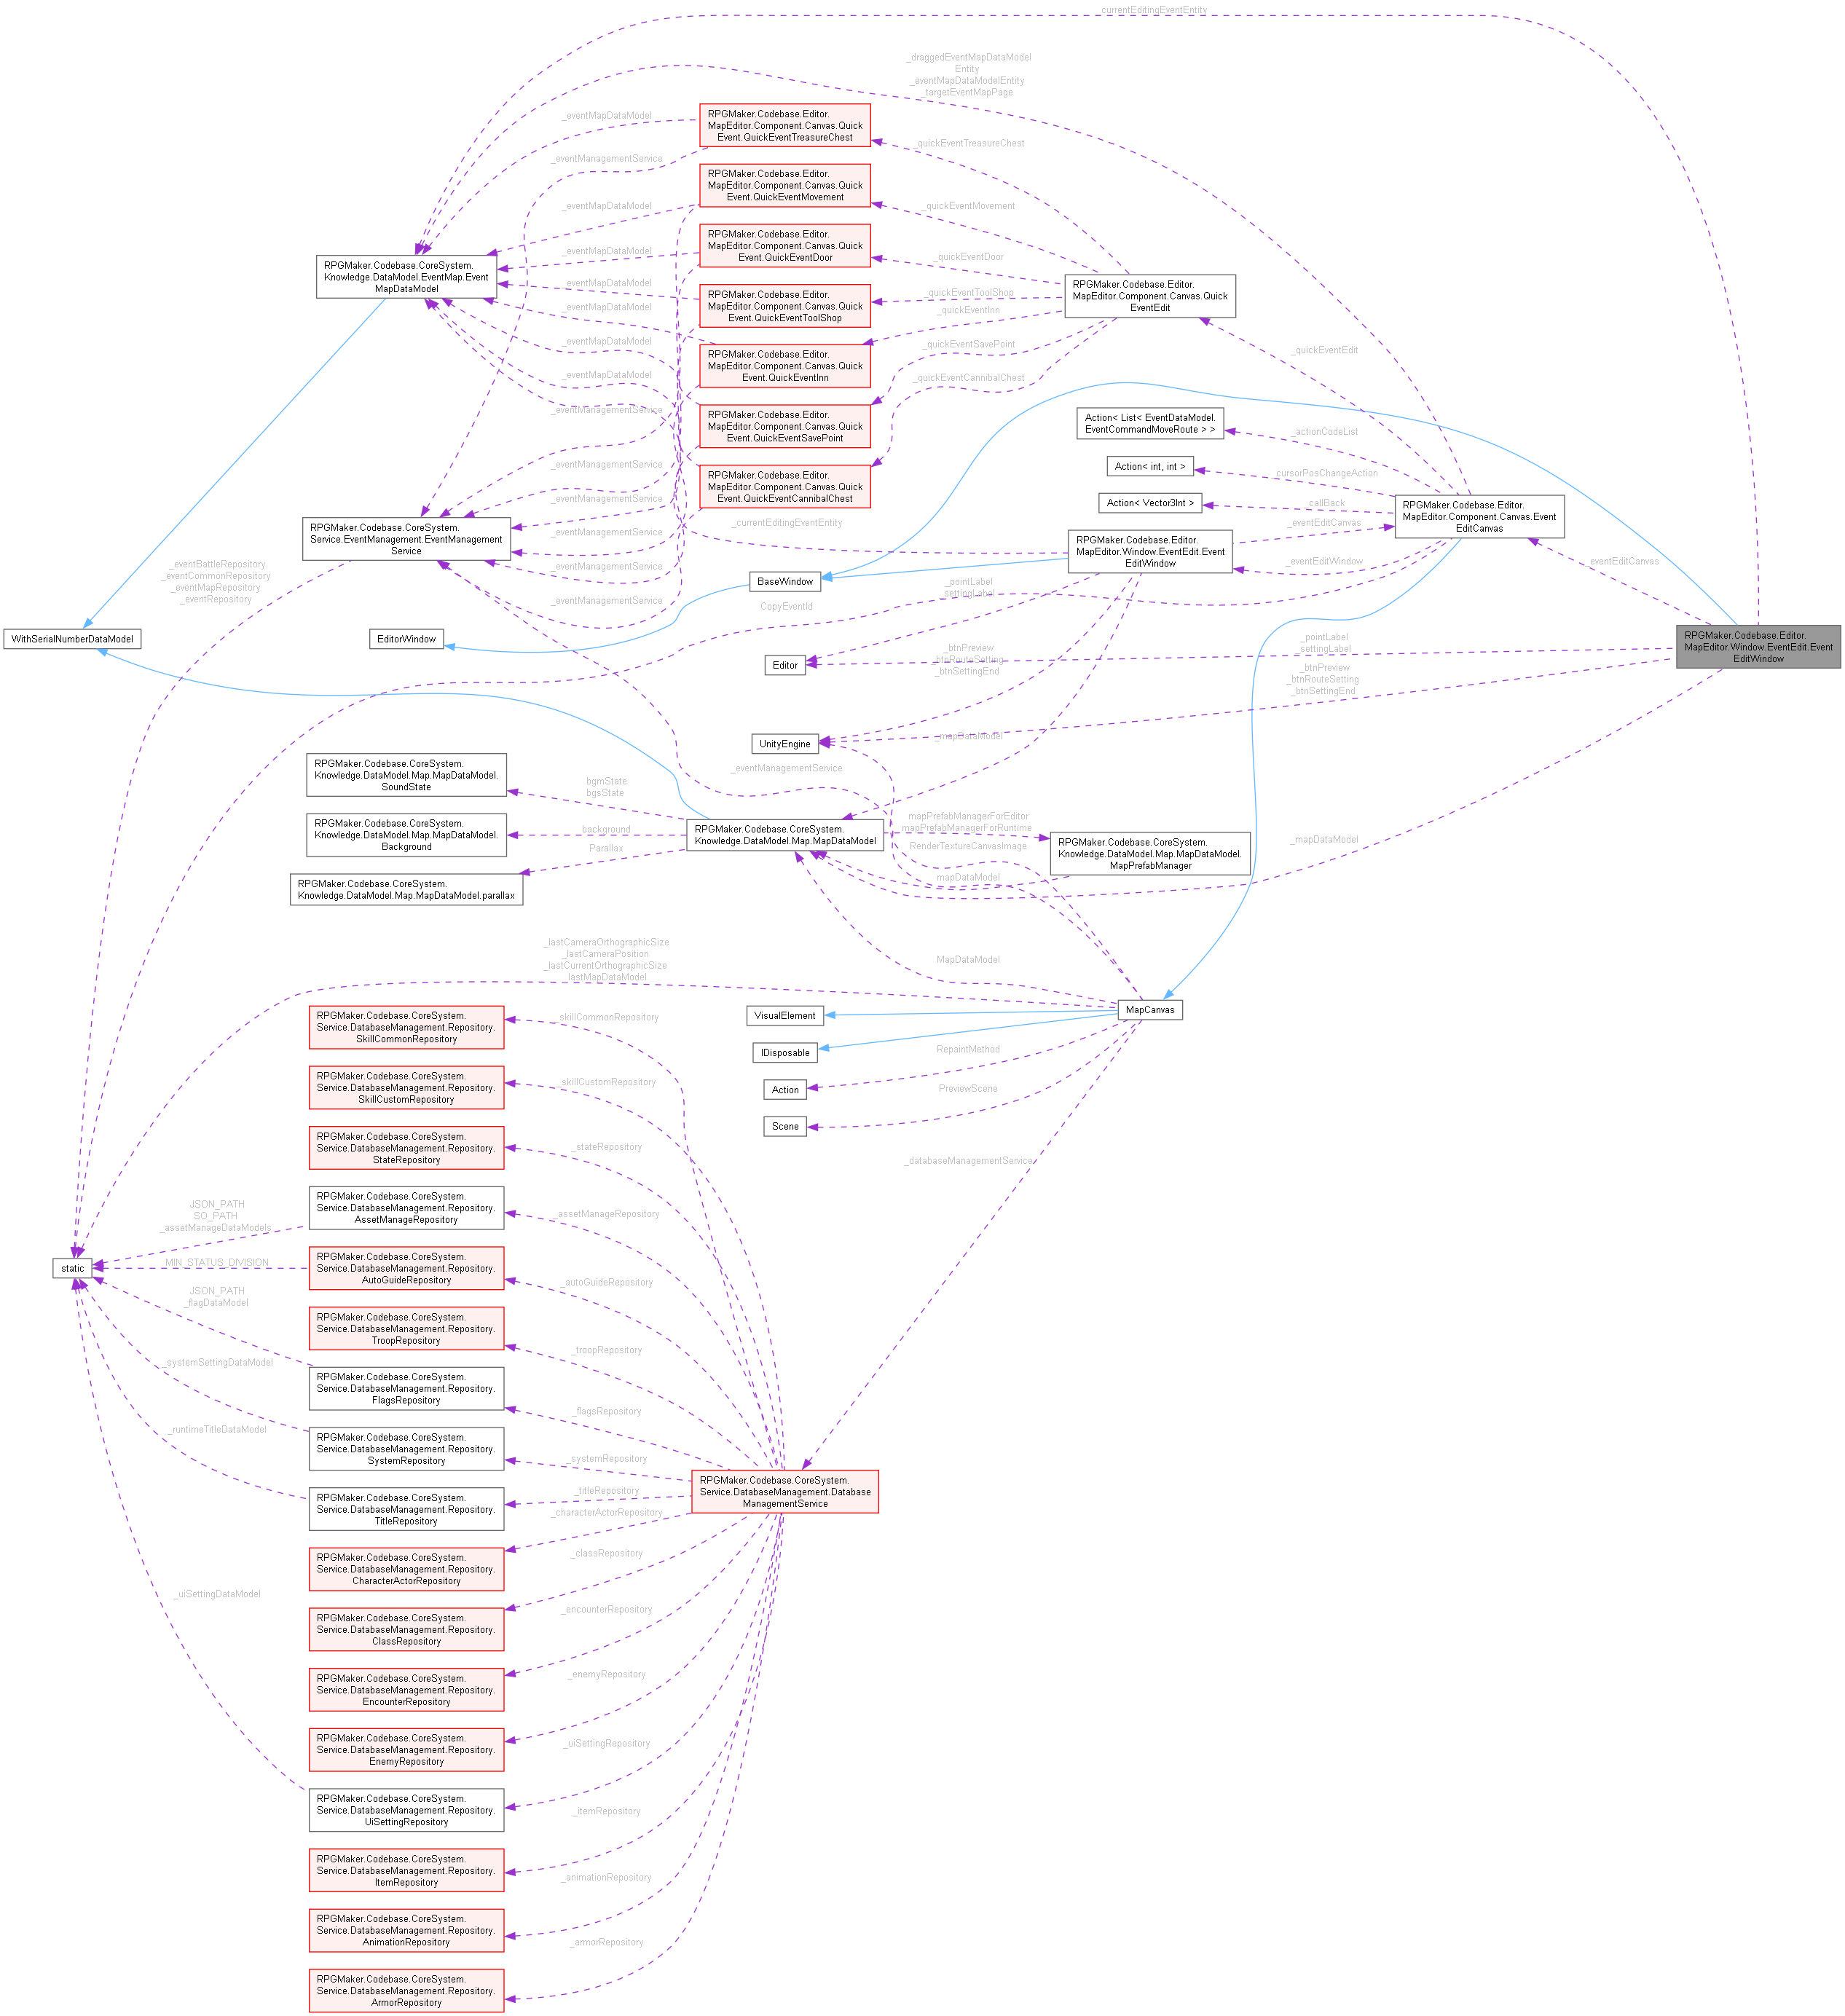 _currentEditingEventEntity
_draggedEventMapDataModel
Entity
_eventMapDataModelEntity
_targetEventMapPage
RPGMaker.Codebase.Editor.
MapEditor.Component.Canvas.Quick
Event.QuickEventTreasureChest
_eventMapDataModel
_quickEventTreasureChest
_eventManagementService
RPGMaker.Codebase.Editor.
MapEditor.Component.Canvas.Quick
Event.QuickEventMovement
_eventMapDataModel
_quickEventMovement
RPGMaker.Codebase.Editor.
MapEditor.Component.Canvas.Quick
Event.QuickEventDoor
_eventMapDataModel
_quickEventDoor
RPGMaker.Codebase.CoreSystem.
Knowledge.DataModel.EventMap.Event
MapDataModel
RPGMaker.Codebase.Editor.
MapEditor.Component.Canvas.Quick
EventEdit
_eventMapDataModel
RPGMaker.Codebase.Editor.
MapEditor.Component.Canvas.Quick
Event.QuickEventToolShop
_quickEventToolShop
_eventMapDataModel
_quickEventInn
_eventMapDataModel
RPGMaker.Codebase.Editor.
MapEditor.Component.Canvas.Quick
Event.QuickEventInn
_quickEventSavePoint
_quickEventEdit
_eventMapDataModel
_quickEventCannibalChest
_eventManagementService
RPGMaker.Codebase.Editor.
MapEditor.Component.Canvas.Quick
Event.QuickEventSavePoint
Action< List< EventDataModel.
EventCommandMoveRoute > >
_actionCodeList
_eventManagementService
RPGMaker.Codebase.Editor.
MapEditor.Component.Canvas.Quick
Event.QuickEventCannibalChest
Action< int, int >
_cursorPosChangeAction
_eventManagementService
Action< Vector3Int >
_callBack
RPGMaker.Codebase.Editor.
MapEditor.Component.Canvas.Event
EditCanvas
RPGMaker.Codebase.CoreSystem.
Service.EventManagement.EventManagement
Service
_eventManagementService
_currentEditingEventEntity
_eventEditCanvas
RPGMaker.Codebase.Editor.
MapEditor.Window.EventEdit.Event
EditWindow
_eventEditWindow
eventEditCanvas
_eventBattleRepository
_eventCommonRepository
_eventMapRepository
_eventRepository
_eventManagementService
BaseWindow
_pointLabel
_settingLabel
_eventManagementService
CopyEventId
WithSerialNumberDataModel
EditorWindow
_pointLabel
_settingLabel
RPGMaker.Codebase.Editor.
MapEditor.Window.EventEdit.Event
EditWindow
Editor
_btnPreview
_btnRouteSetting
_btnSettingEnd
_btnPreview
_btnRouteSetting
_btnSettingEnd
UnityEngine
_mapDataModel
RPGMaker.Codebase.CoreSystem.
Knowledge.DataModel.Map.MapDataModel.
SoundState
_eventManagementService
bgmState
bgsState
RPGMaker.Codebase.CoreSystem.
Knowledge.DataModel.Map.MapDataModel.
Background
background
RPGMaker.Codebase.CoreSystem.
Knowledge.DataModel.Map.MapDataModel
mapPrefabManagerForEditor
mapPrefabManagerForRuntime
RenderTextureCanvasImage
RPGMaker.Codebase.CoreSystem.
Knowledge.DataModel.Map.MapDataModel.
MapPrefabManager
_mapDataModel
Parallax
RPGMaker.Codebase.CoreSystem.
Knowledge.DataModel.Map.MapDataModel.parallax
mapDataModel
_lastCameraOrthographicSize
_lastCameraPosition
_lastCurrentOrthographicSize
_lastMapDataModel
MapDataModel
RPGMaker.Codebase.CoreSystem.
Service.DatabaseManagement.Repository.
SkillCommonRepository
_skillCommonRepository
VisualElement
MapCanvas
IDisposable
RepaintMethod
RPGMaker.Codebase.CoreSystem.
Service.DatabaseManagement.Repository.
SkillCustomRepository
_skillCustomRepository
Action
PreviewScene
Scene
RPGMaker.Codebase.CoreSystem.
Service.DatabaseManagement.Repository.
StateRepository
_stateRepository
_databaseManagementService
JSON_PATH
SO_PATH
_assetManageDataModels
RPGMaker.Codebase.CoreSystem.
Service.DatabaseManagement.Repository.
AssetManageRepository
_assetManageRepository
static
MIN_STATUS_DIVISION
RPGMaker.Codebase.CoreSystem.
Service.DatabaseManagement.Repository.
AutoGuideRepository
_autoGuideRepository
JSON_PATH
_flagDataModel
RPGMaker.Codebase.CoreSystem.
Service.DatabaseManagement.Repository.
TroopRepository
_troopRepository
_systemSettingDataModel
RPGMaker.Codebase.CoreSystem.
Service.DatabaseManagement.Repository.
FlagsRepository
_flagsRepository
_runtimeTitleDataModel
RPGMaker.Codebase.CoreSystem.
Service.DatabaseManagement.Repository.
SystemRepository
_systemRepository
RPGMaker.Codebase.CoreSystem.
Service.DatabaseManagement.Database
ManagementService
RPGMaker.Codebase.CoreSystem.
Service.DatabaseManagement.Repository.
TitleRepository
_titleRepository
_characterActorRepository
RPGMaker.Codebase.CoreSystem.
Service.DatabaseManagement.Repository.
CharacterActorRepository
_classRepository
_uiSettingDataModel
RPGMaker.Codebase.CoreSystem.
Service.DatabaseManagement.Repository.
ClassRepository
_encounterRepository
RPGMaker.Codebase.CoreSystem.
Service.DatabaseManagement.Repository.
EncounterRepository
_enemyRepository
RPGMaker.Codebase.CoreSystem.
Service.DatabaseManagement.Repository.
EnemyRepository
_uiSettingRepository
RPGMaker.Codebase.CoreSystem.
Service.DatabaseManagement.Repository.
UiSettingRepository
_itemRepository
RPGMaker.Codebase.CoreSystem.
Service.DatabaseManagement.Repository.
ItemRepository
_animationRepository
RPGMaker.Codebase.CoreSystem.
Service.DatabaseManagement.Repository.
AnimationRepository
_armorRepository
RPGMaker.Codebase.CoreSystem.
Service.DatabaseManagement.Repository.
ArmorRepository